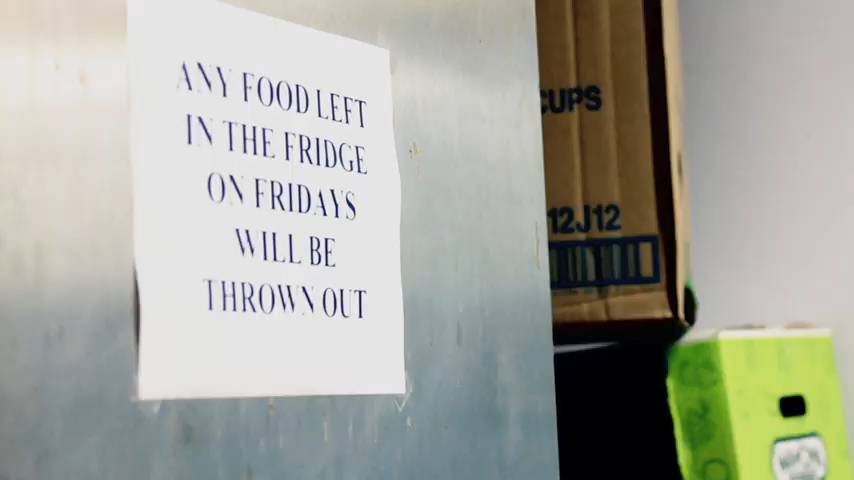 ANY FOOD LEFT
IN THE FRIDGE
ON FRIDAYS
WILL BE
THROWN OUT
CUPS
12J12